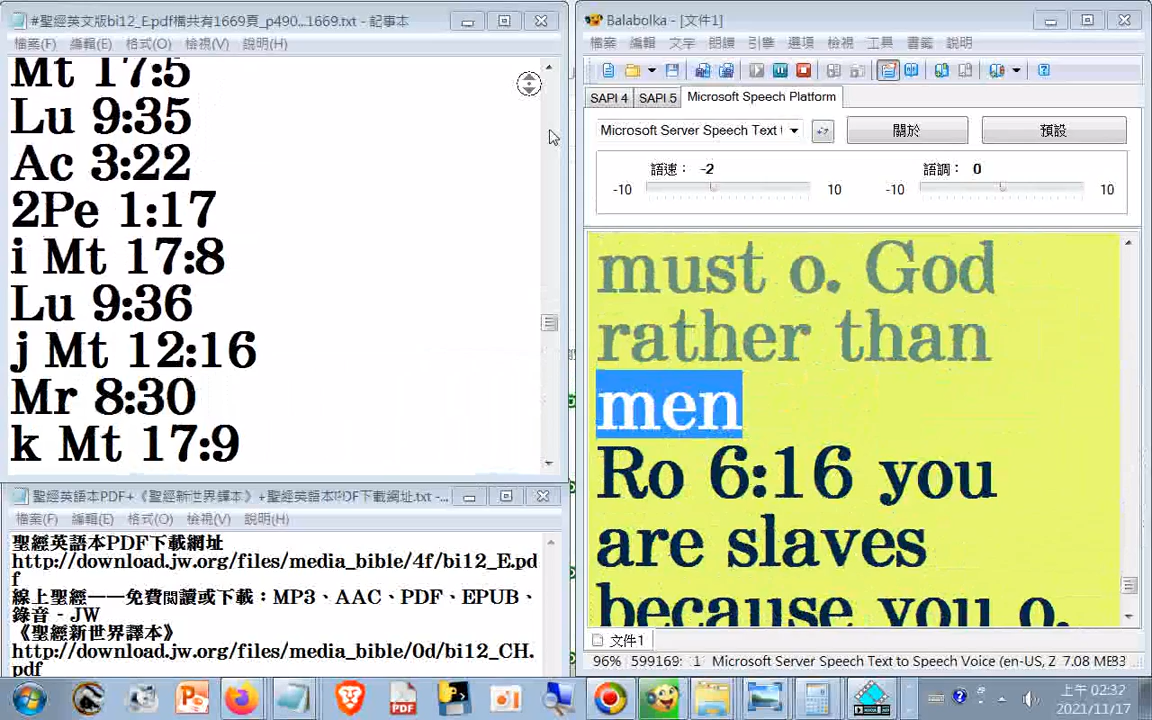 #聖經英文版bi12_E.pdf檔共有1669頁_p490...1669.txt - 記事本
檔案(F) 編輯(E) 格式(O) 檢視(V) 說明(H)
Mt 17:5
Lu 9:35
Ac 3:22
2Pe 1:17
i Mt 17:8
Lu 9:36
j Mt 12:16
Mr 8:30
k Mt 17:9
聖經英語本PDF+《聖經新世界譯本》+聖經英語本PDF下載網址.txt - ...
檔案(F) 編輯(E) 格式(O) 檢視(V) 說明(H)
聖經英語本PDF下載網址
http://download.jw.org/files/media_bible/4f/bi12_E.pd
f
線上聖經——免費閱讀或下載：MP3、AAC、PDF、EPUB、
錄音 - JW
《聖經新世界譯本》
http://download.jw.org/files/media_bible/0d/bi12_CH.
pdf
Balabolka - [文件1]
檔案 編輯 文字 朗讀 引擎 選項 檢視 工具 書籤 說明
SAPI 4 SAPI 5 Microsoft Speech Platform
Microsoft Server Speech Text 關於 預設
語速： -2 語調： 0
-10 10 -10 10
must o. God
rather than
men
Ro 6:16 you
are slaves
because you o.
文件1
96% 599169: 1 Microsoft Server Speech Text to Speech Voice (en-US, Z 7.08 MB
上午 02:32
2021/11/17